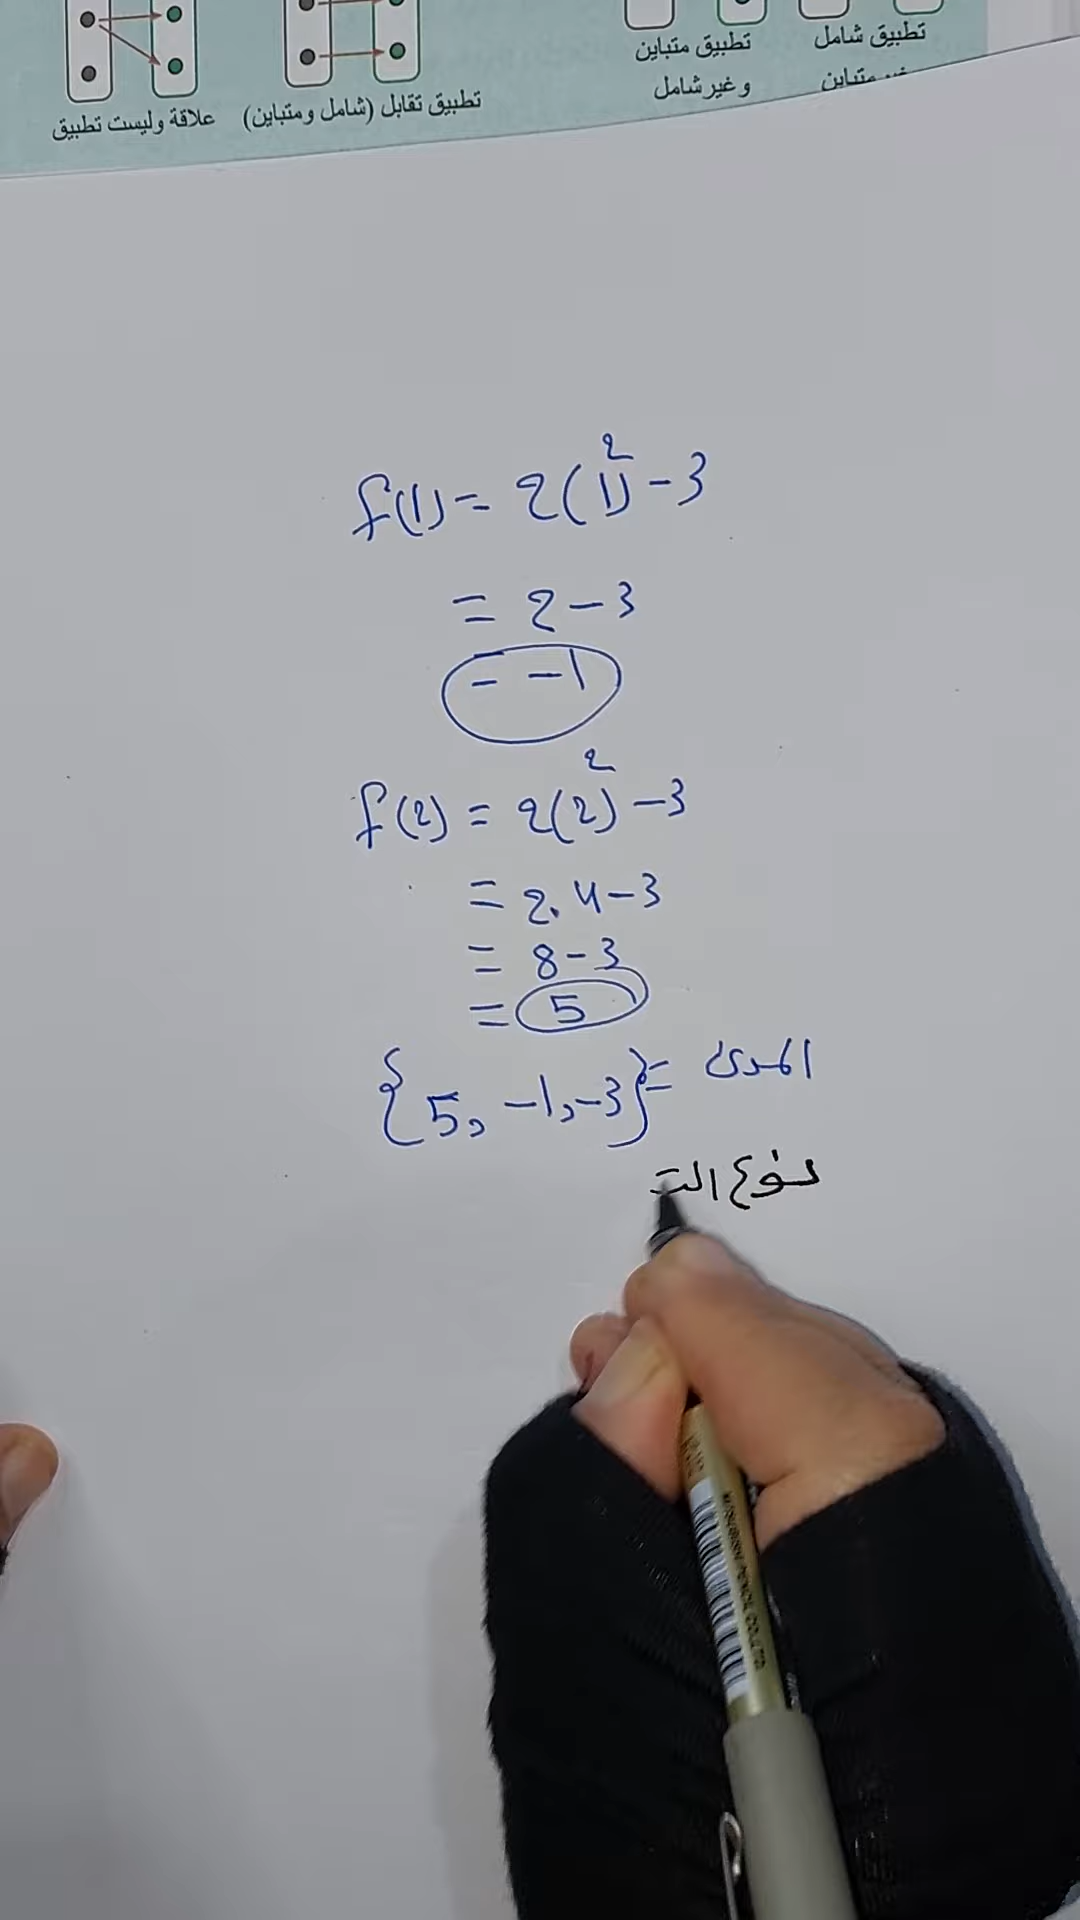 تطبيق شامل
تطبيق متباين
وغير شامل
تطبيق تقابل (شامل ومتباين)
علاقة وليست تطبيق
f(1) = 2(1)² - 3
= 2 - 3
= -1
f(2) = 2(2)² - 3
= 2.4 - 3
= 8 - 3
= 5
المدى = {5, -1, -3}
نوع الت